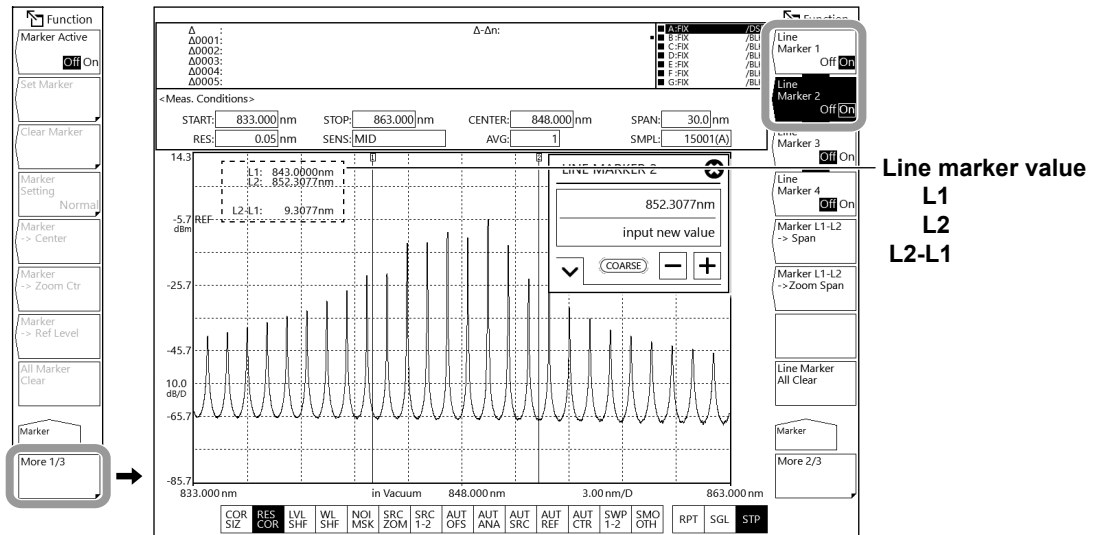 Function
Marker Active
Off On
Set Marker
Clear Marker
Marker
Setting
Normal
Marker
-> Center
Marker
-> Zoom Ctr
Marker
-> Ref Level
All Marker
Clear
Marker
More 1/3
Δ :
Δ0001:
Δ0002:
Δ0003:
Δ0004:
Δ0005:
Δ-Δn:
A:FIX
B:FIX /BL
C:FIX /BL
D:FIX /BL
E:FIX /BL
F:FIX /BL
G:FIX /BL
<Meas. Conditions>
START: 833.000 nm STOP: 863.000 nm CENTER: 848.000 nm SPAN: 30.0 nm
RES: 0.05 nm SENS: MID AVG: 1 SMPL: 15001(A)
14.3
-5.7 REF
dBm
-25.7
-45.7
10.0
dB/D
-65.7
-85.7
1
2
L1: 843.0000nm
L2: 852.3077nm
L2-L1: 9.3077nm
LINE MARKER 2
852.3077nm
input new value
COARSE
833.000 nm in Vacuum 848.000 nm 3.00 nm/D 863.000 nm
COR SIZ
RES COR
LVL SHF
WL SHF
NOI MSK
SRC ZOM
SRC 1-2
AUT OFS
AUT ANA
AUT SRC
AUT REF
AUT CTR
SWP 1-2
SMO OTH
RPT
SGL
STP
Function
Line
Marker 1
Off On
Line
Marker 2
Off On
Line
Marker 3
Off On
Line
Marker 4
Off On
Marker L1-L2
-> Span
Marker L1-L2
->Zoom Span
Line Marker
All Clear
Marker
More 2/3
Line marker value
L1
L2
L2-L1